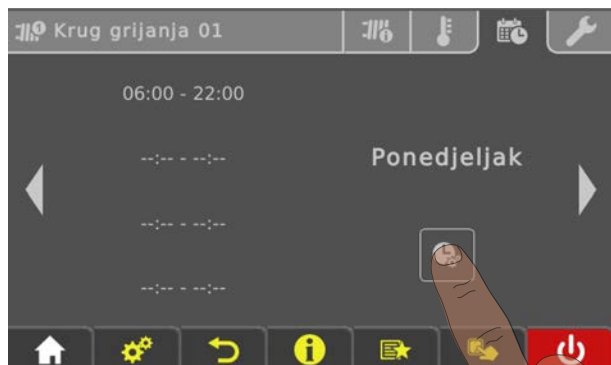 Krug grijanja 01
06:00 - 22:00
--:-- - --:--
Ponedjeljak
--:-- - --:--
--:-- - --:--